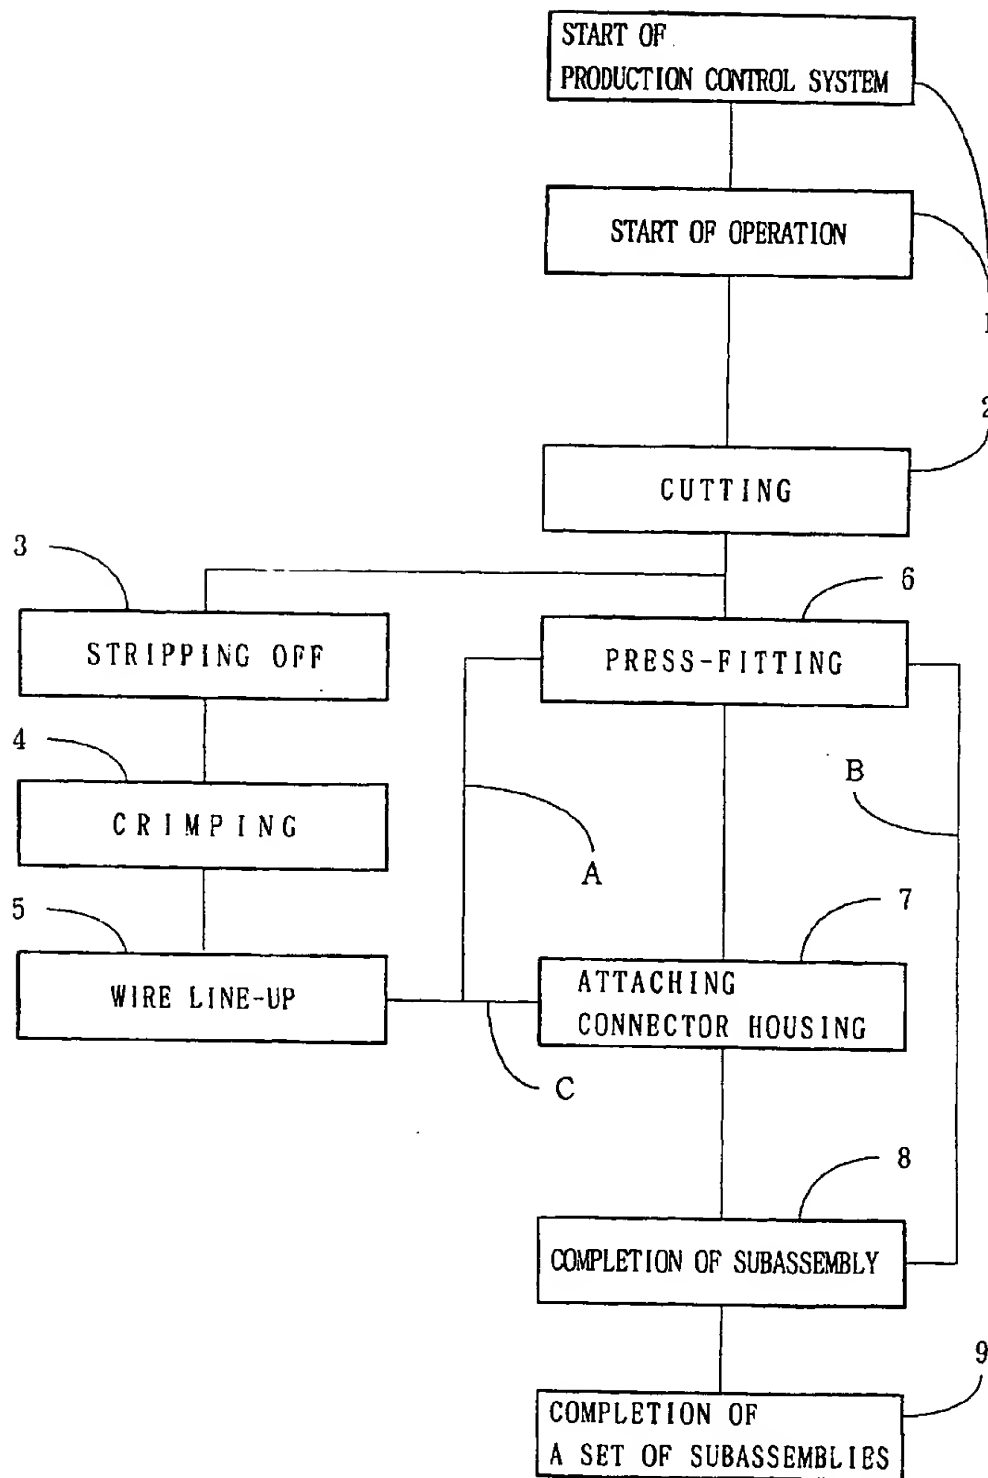 START OF
PRODUCTION CONTROL SYSTEM
START OF OPERATION
1
2
CUTTING
3
6
STRIPPING OFF
PRESS-FITTING
4
B
CRIMPING
A
5
7
WIRE LINE-UP
ATTACHING
CONNECTOR HOUSING
C
8
COMPLETION OF SUBASSEMBLY
9
COMPLETION OF
A SET OF SUBASSEMBLIES